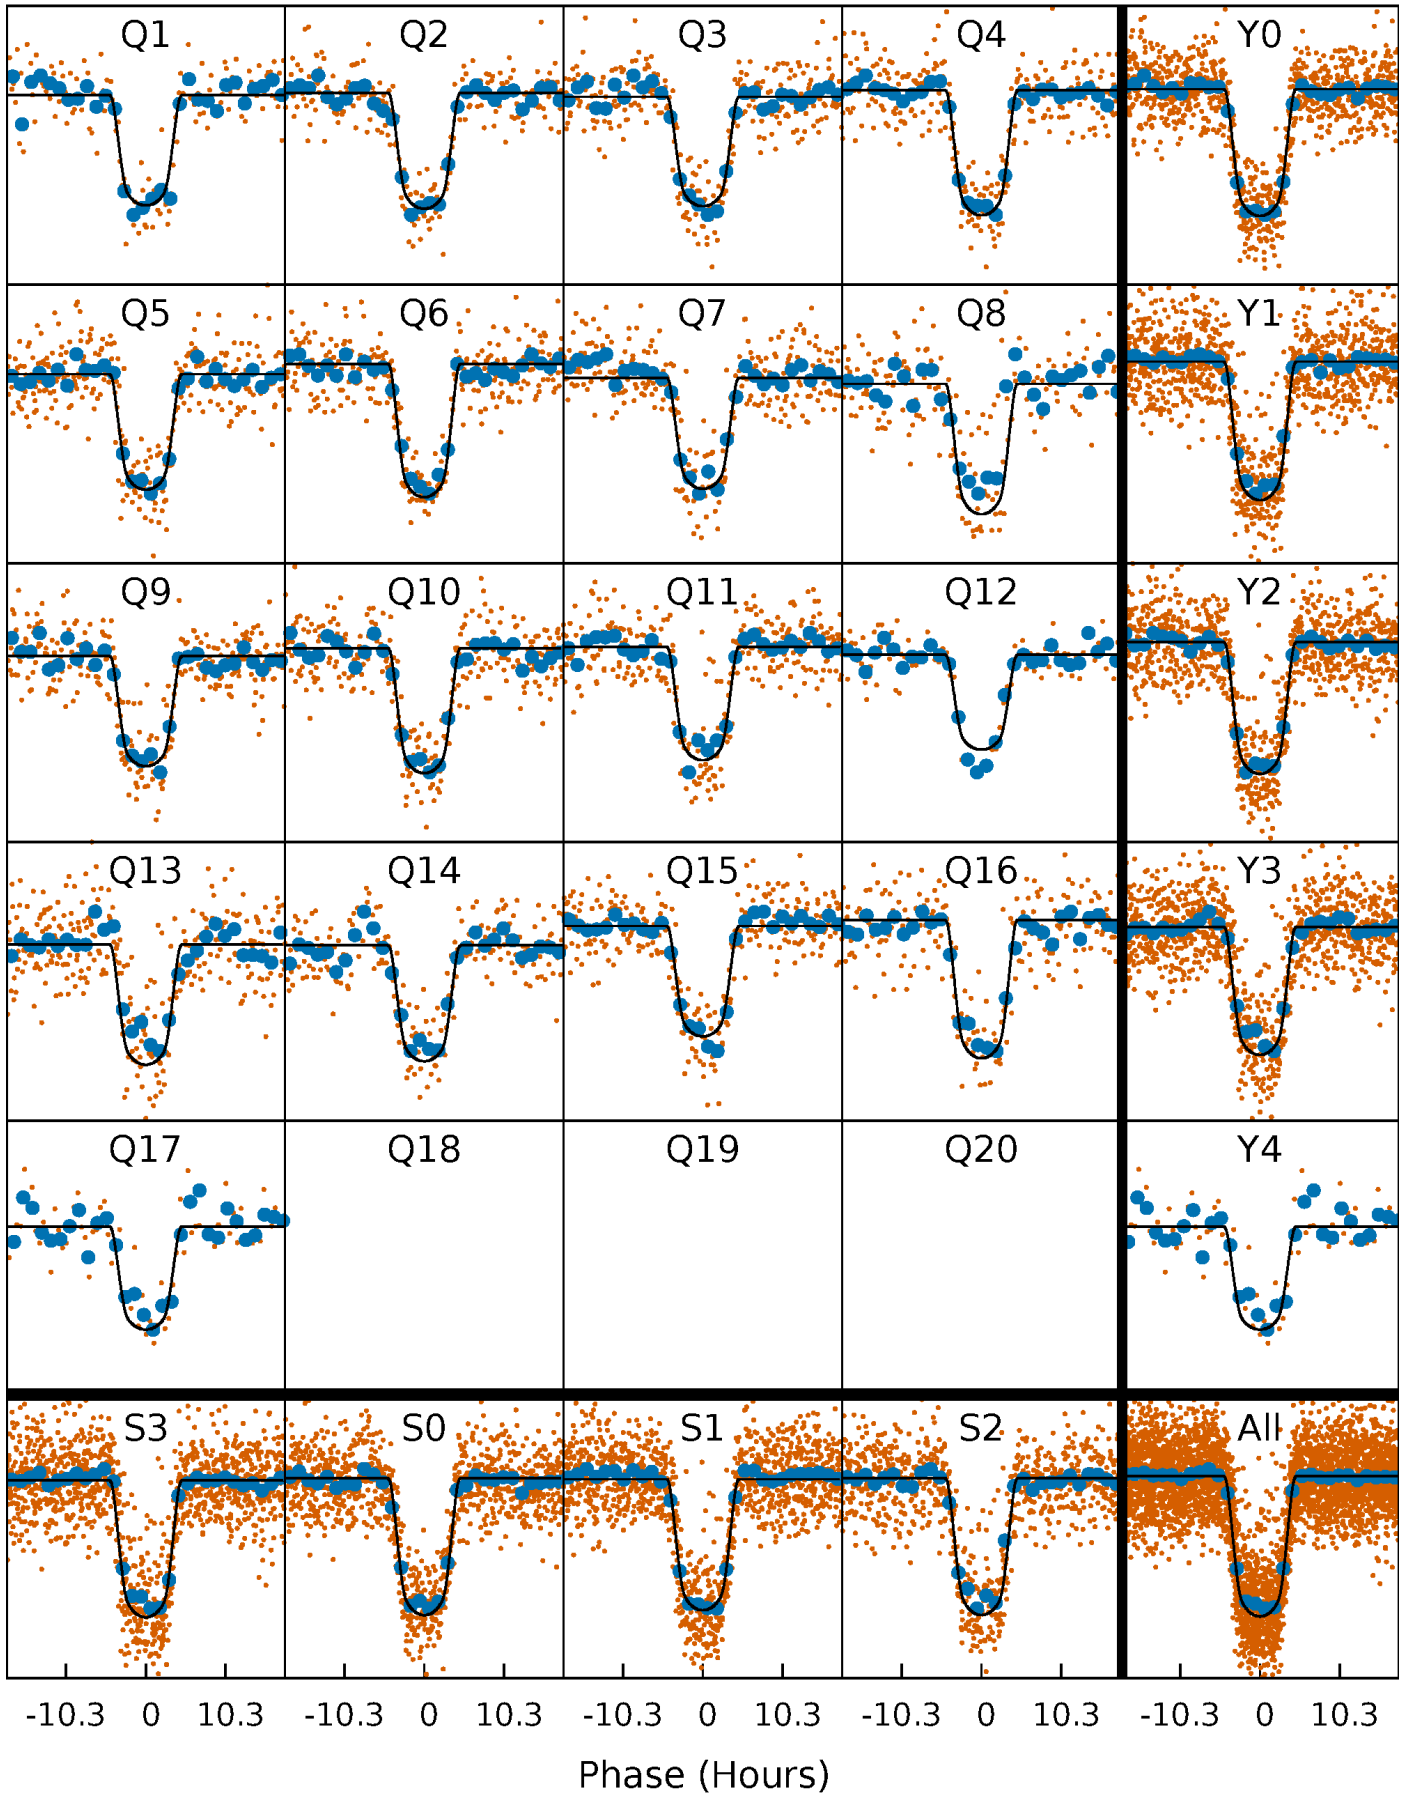 Q1 Q2 Q3 Q4 Y0
Q5 Q6 Q7 Q8 Y1
Q9 Q10 Q11 Q12 Y2
Q13 Q14 Q15 Q16 Y3
Q17 Q18 Q19 Q20 Y4
S3 S0 S1 S2 All
-10.3 0 10.3 -10.3 0 10.3 -10.3 0 10.3 -10.3 0 10.3 -10.3 0 10.3
Phase (Hours)